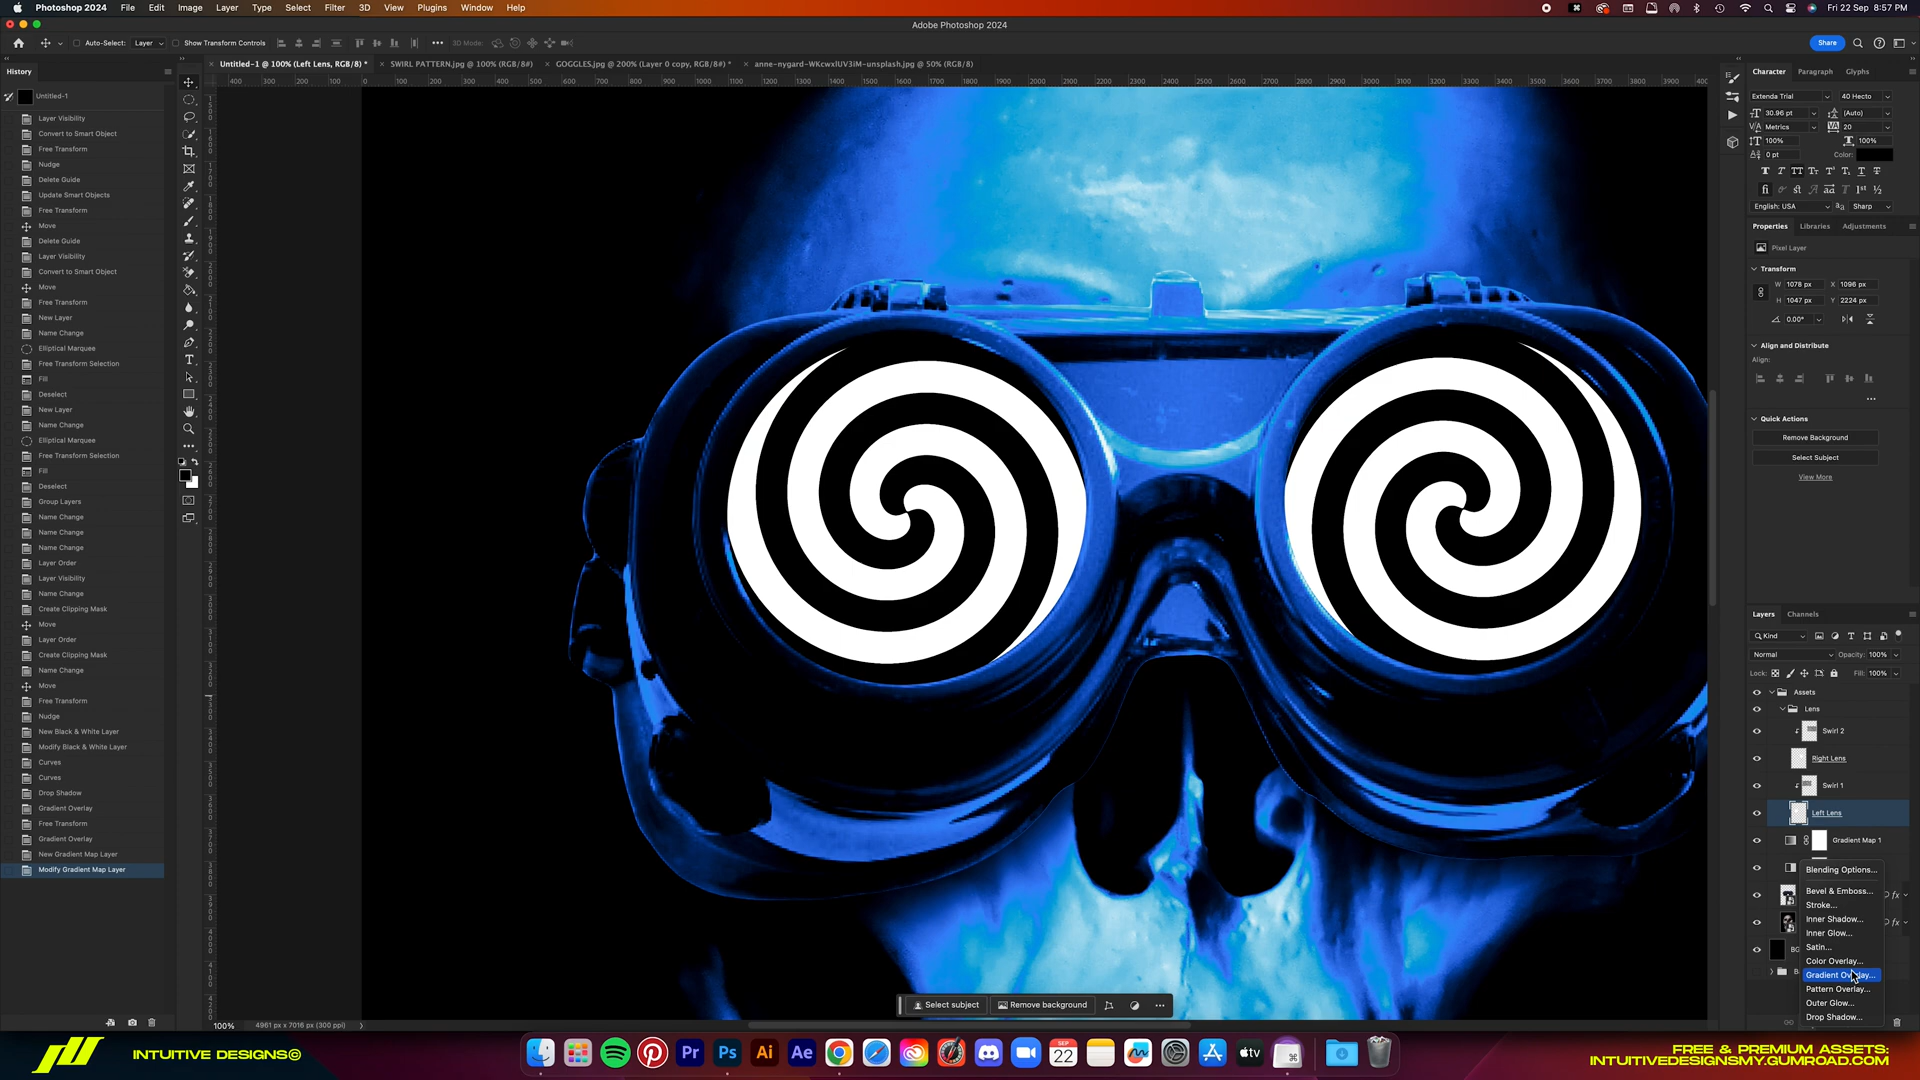 Photoshop 2024 File Edit Image Layer Type Select Filter 3D View Plugins Window Help
Fri 22 Sep 8:57 PM
Adobe Photoshop 2024
Auto-Select: Layer Show Transform Controls 3D Mode: Share
Untitled-1 @ 100% (Left Lens, RGB/8) * SWIRL PATTERN.jpg @ 100% (RGB/8#) GOGGLES.jpg @ 200% (Layer 0 copy, RGB/8#) * anne-nygard-WKcwxlUV3iM-unsplash.jpg @ 50% (RGB/8)
History
Untitled-1
Layer Visibility
Convert to Smart Object
Free Transform
Nudge
Delete Guide
Update Smart Objects
Free Transform
Move
Delete Guide
Layer Visibility
Convert to Smart Object
Move
Free Transform
New Layer
Name Change
Elliptical Marquee
Free Transform Selection
Fill
Deselect
New Layer
Name Change
Elliptical Marquee
Free Transform Selection
Fill
Deselect
Group Layers
Name Change
Name Change
Name Change
Layer Order
Layer Visibility
Name Change
Create Clipping Mask
Move
Layer Order
Create Clipping Mask
Name Change
Move
Free Transform
Nudge
New Black & White Layer
Modify Black & White Layer
Curves
Curves
Drop Shadow
Gradient Overlay
Free Transform
Gradient Overlay
New Gradient Map Layer
Modify Gradient Map Layer
Character Paragraph Glyphs
Extenda Trial 40 Hecto
30.96 pt (Auto)
Metrics 20
100% 100%
0 pt Color:
English: USA Sharp
Properties Libraries Adjustments
Pixel Layer
Transform
W 1078 px X 1096 px
H 1047 px Y 2224 px
0.00°
Align and Distribute
Align:
Quick Actions
Remove Background
Select Subject
View More
Layers Channels
Kind
Normal Opacity: 100%
Lock: Fill: 100%
Assets
Lens
Swirl 2
Right Lens
Swirl 1
Left Lens
Gradient Map 1
Blending Options...
Bevel & Emboss...
Stroke...
Inner Shadow...
Inner Glow...
Satin...
Color Overlay...
Gradient Overlay...
Pattern Overlay...
Outer Glow...
Drop Shadow...
Select subject Remove background
100% 4961 px x 7016 px (300 ppi)
INTUITIVE DESIGNS©
Pr Ps Ai Ae SEP 22 tv
FREE & PREMIUM ASSETS:
INTUITIVEDESIGNSMY.GUMROAD.COM